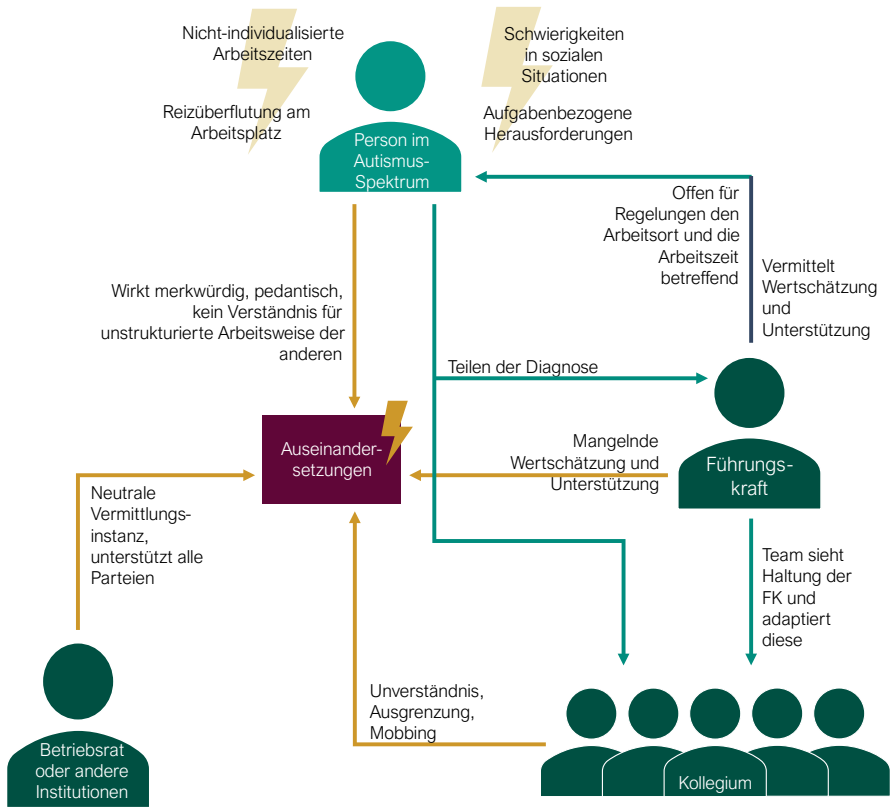 Nicht-individualisierte
Arbeitszeiten
Reizüberflutung am
Arbeitsplatz
Schwierigkeiten
in sozialen
Situationen
Aufgabenbezogene
Herausforderungen
Person im
Autismus-
Spektrum
Offen für
Regelungen den
Arbeitsort und die
Arbeitszeit
betreffend
Vermittelt
Wertschätzung
und
Unterstützung
Wirkt merkwürdig, pedantisch,
kein Verständnis für
unstrukturierte Arbeitsweise der
anderen
Teilen der Diagnose
Auseinander-
setzungen
Mangelnde
Wertschätzung und
Unterstützung
Führungs-
kraft
Neutrale
Vermittlungs-
instanz,
unterstützt alle
Parteien
Team sieht
Haltung der
FK und
adaptiert
diese
Unverständnis,
Ausgrenzung,
Mobbing
Betriebsrat
oder andere
Institutionen
Kollegium